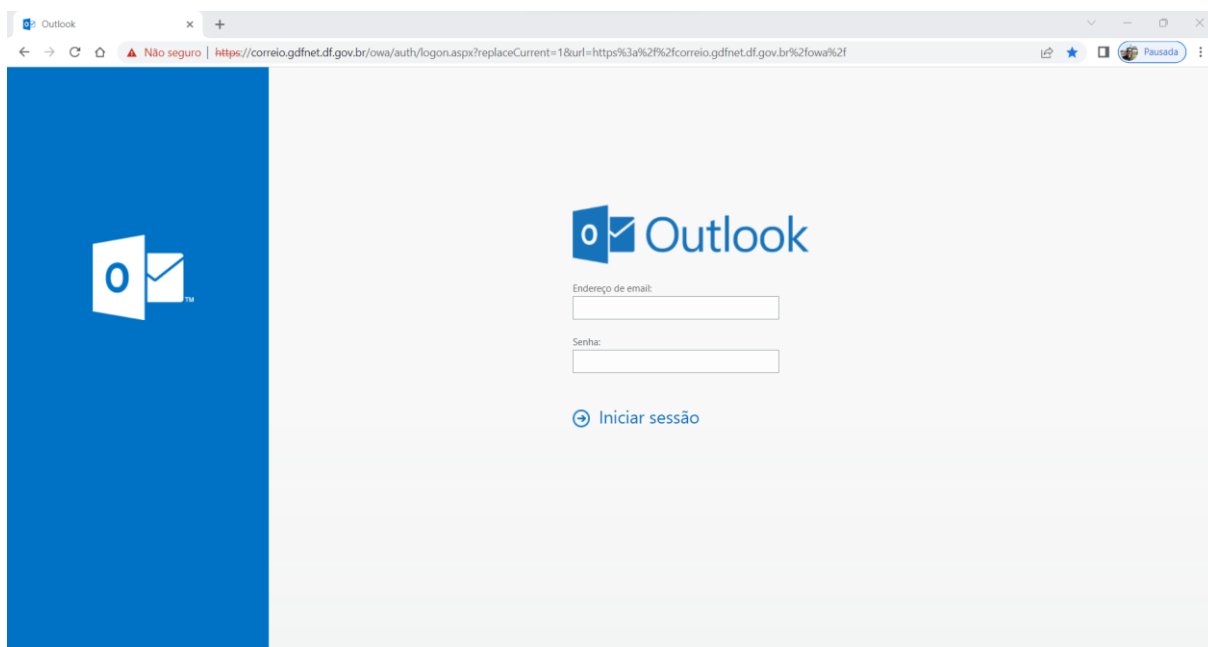 Outlook
Não seguro | https://correio.gdfnet.df.gov.br/owa/auth/logon.aspx?replaceCurrent=1&url=https%3a%2f%2fcorreio.gdfnet.df.gov.br%2fowa%2f
Pausada
O
TM
O
Outlook
Endereço de email:
Senha:
Iniciar sessão